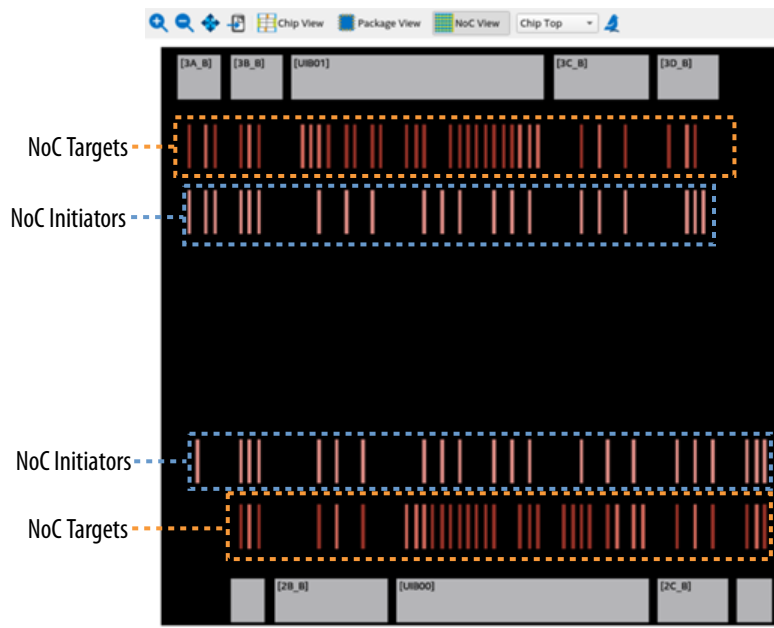 Chip View Package View NoC View Chip Top
[3A_B] [3B_B] [UIB01] [3C_B] [3D_B]
NoC Targets
NoC Initiators
NoC Initiators
NoC Targets
[2B_B] [UIB00] [2C_B]